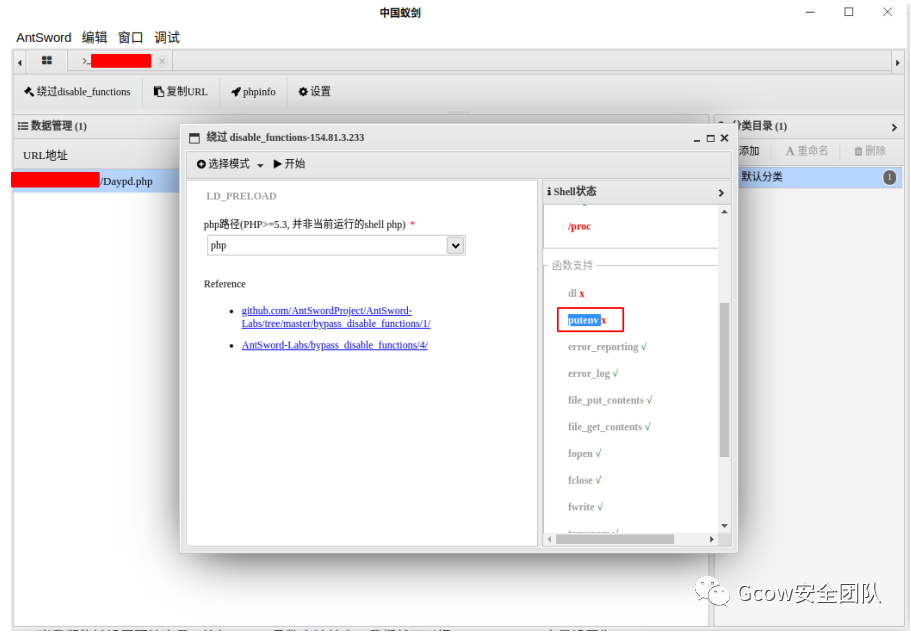 中国蚁剑
AntSword 编辑 窗口 调试
绕过disable_functions 复制URL phpinfo 设置
数据管理 (1)
URL地址
/Daypd.php
分类目录 (1)
添加 重命名 删除
默认分类 1
绕过 disable_functions-154.81.3.233
选择模式 开始
LD_PRELOAD
php路径(PHP>=5.3, 并非当前运行的shell php) *
php
Reference
github.com/AntSwordProject/AntSword-
Labs/tree/master/bypass_disable_functions/1/
AntSword-Labs/bypass_disable_functions/4/
Shell状态
/proc
函数支持
dl x
putenv x
error_reporting √
error_log √
file_put_contents √
file_get_contents √
fopen √
fclose √
fwrite √
Gcow安全团队